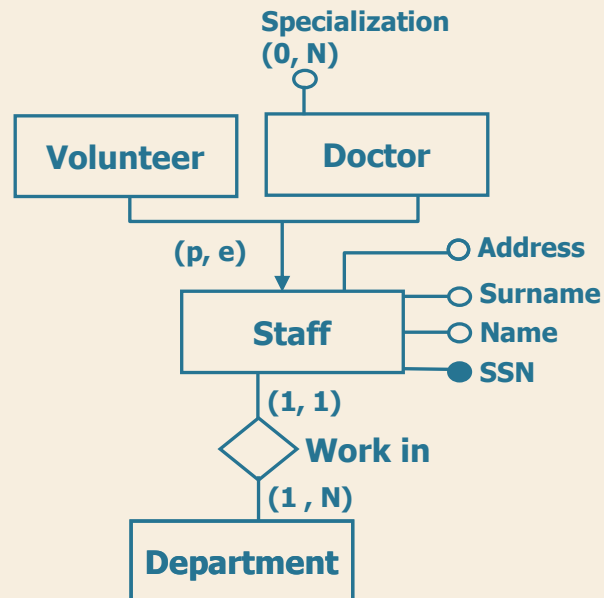 Specialization
(0, N)
Volunteer
Doctor
(p, e)
Address
Surname
Name
SSN
Staff
(1, 1)
Work in
(1 , N)
Department